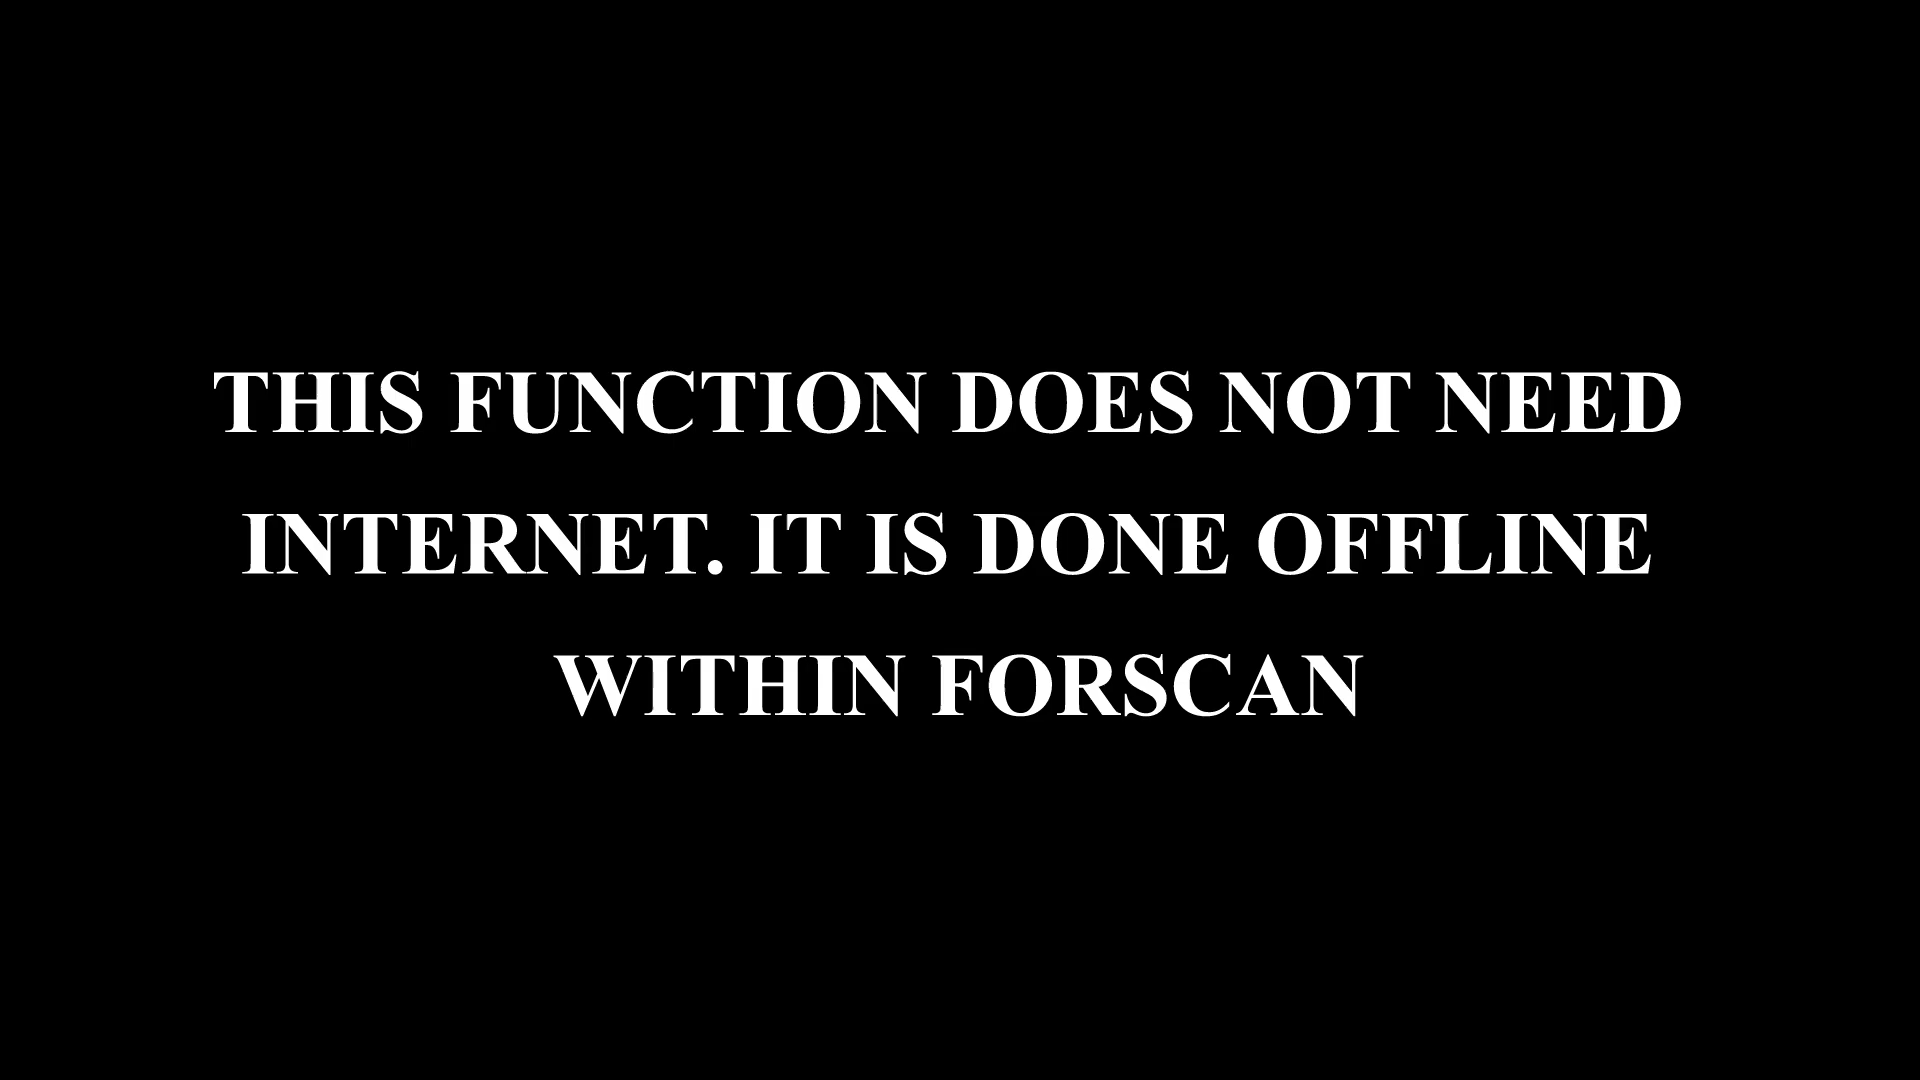 THIS FUNCTION DOES NOT NEED
INTERNET. IT IS DONE OFFLINE
WITHIN FORSCAN